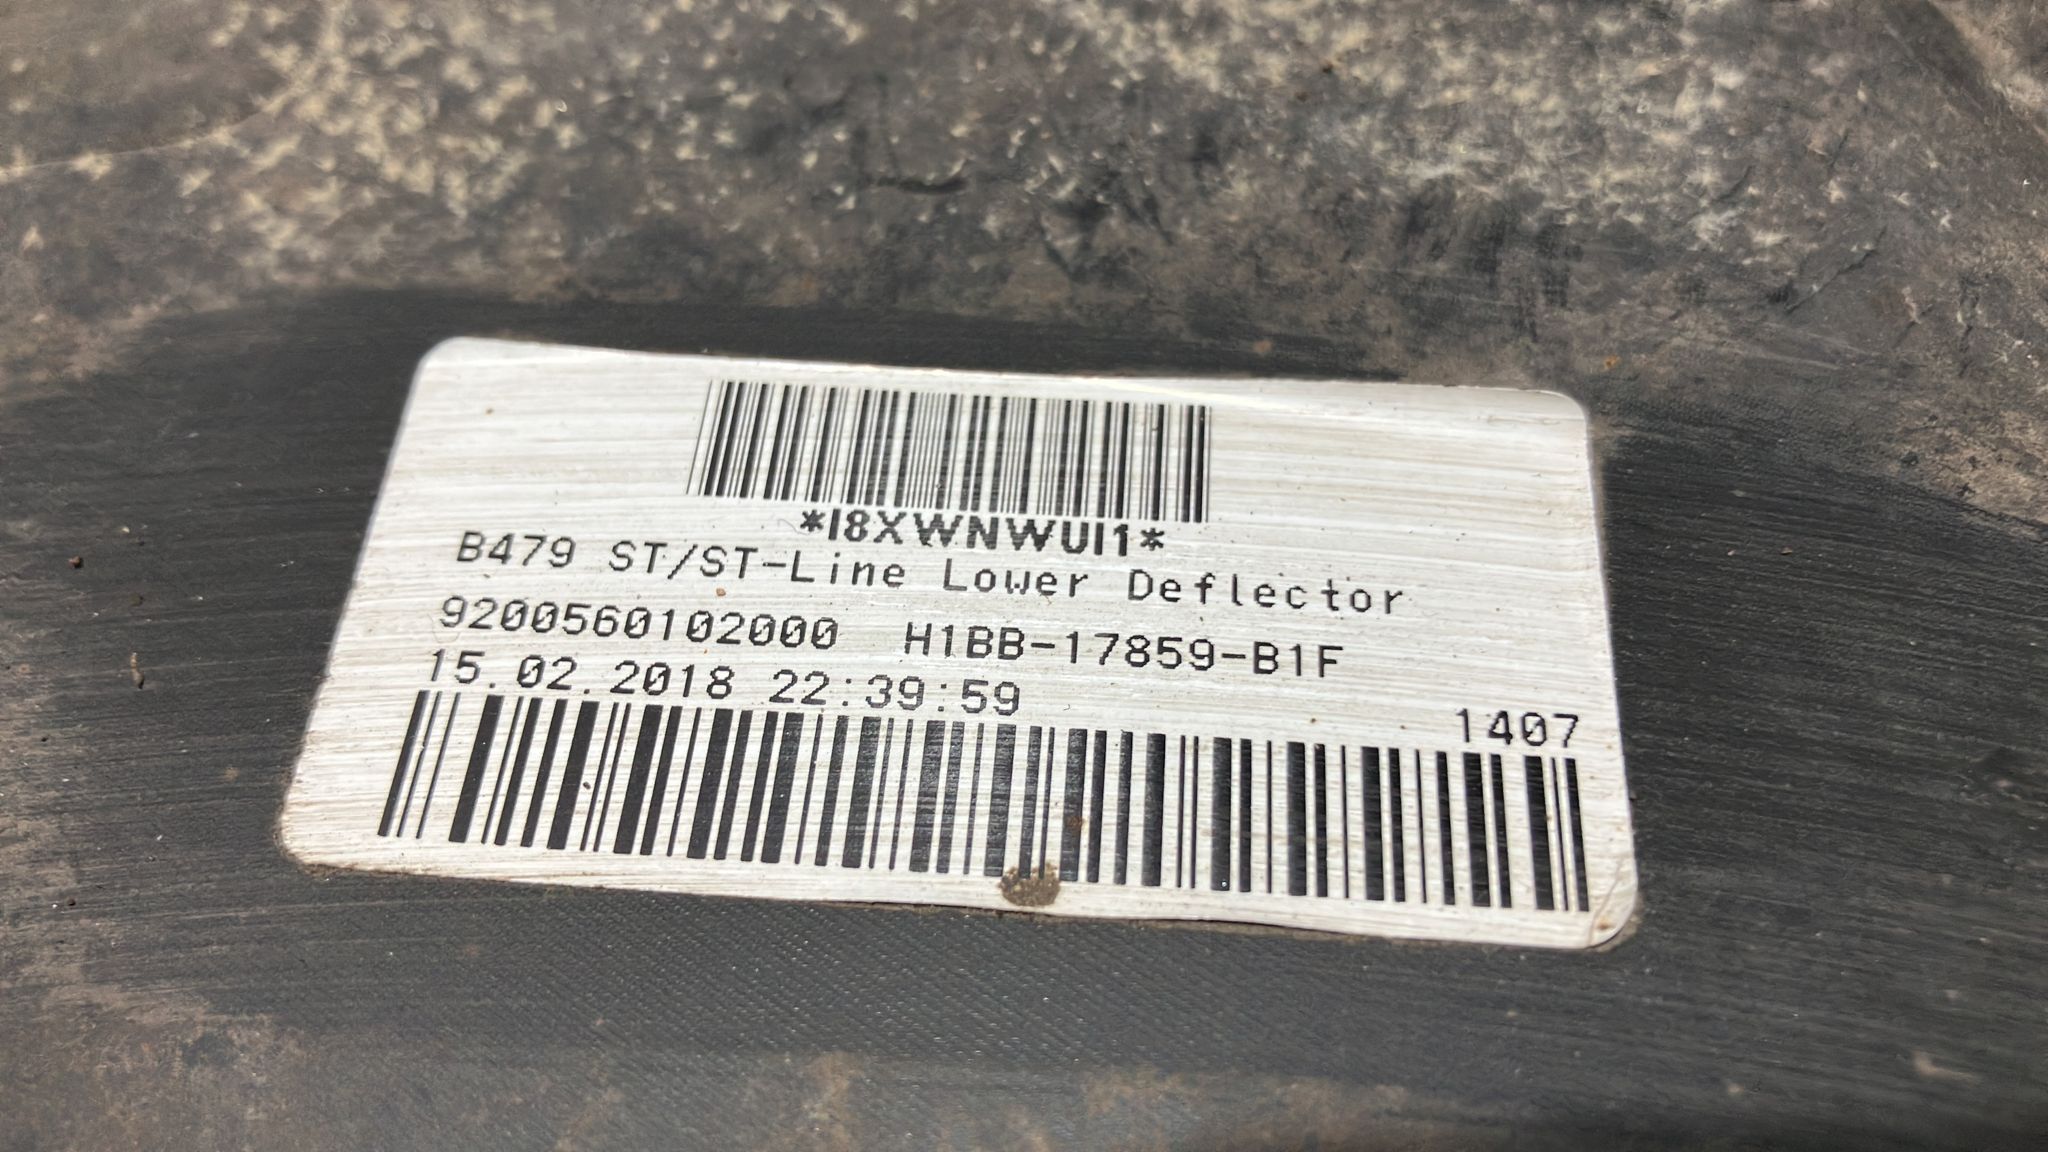 *I8XWNWUI1*
B479 ST/ST-Line Lower Deflector
9200560102000 H1BB-17859-B1F
15.02.2018 22:39:59
1407